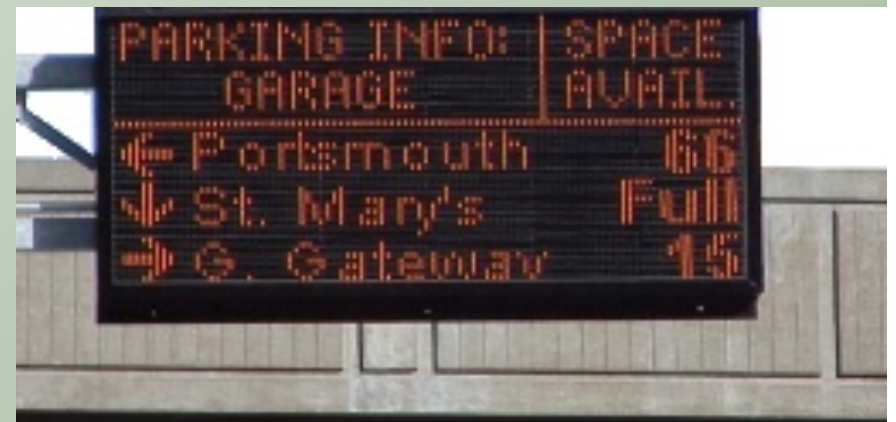 PARKING INFO: SPACE
GARAGE AVAIL.
← Portsmouth 66
↓ St. Mary's Full
→ G. Gateway 15